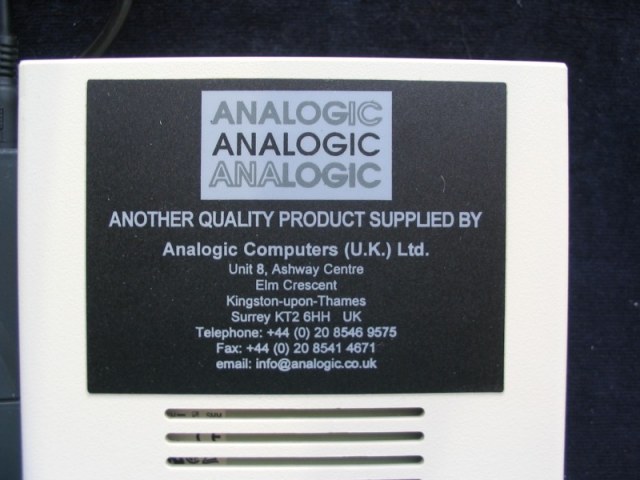 ANALOGIC
ANALOGIC
ANALOGIC
ANOTHER QUALITY PRODUCT SUPPLIED BY
Analogic Computers (U.K.) Ltd.
Unit 8, Ashway Centre
Elm Crescent
Kingston-upon-Thames
Surrey KT2 6HH UK
Telephone: +44 (0) 20 8546 9575
Fax: +44 (0) 20 8541 4671
email: info@analogic.co.uk